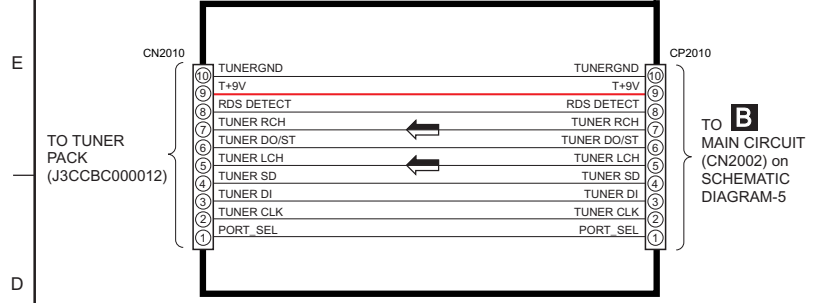 E
CN2010
CP2010
10 TUNERGND TUNERGND 10
9 T+9V T+9V 9
8 RDS DETECT RDS DETECT 8
7 TUNER RCH TUNER RCH 7
6 TUNER DO/ST TUNER DO/ST 6
5 TUNER LCH TUNER LCH 5
4 TUNER SD TUNER SD 4
3 TUNER DI TUNER DI 3
2 TUNER CLK TUNER CLK 2
1 PORT_SEL PORT_SEL 1
TO TUNER
PACK
(J3CCBC000012)
TO B
MAIN CIRCUIT
(CN2002) on
SCHEMATIC
DIAGRAM-5
D